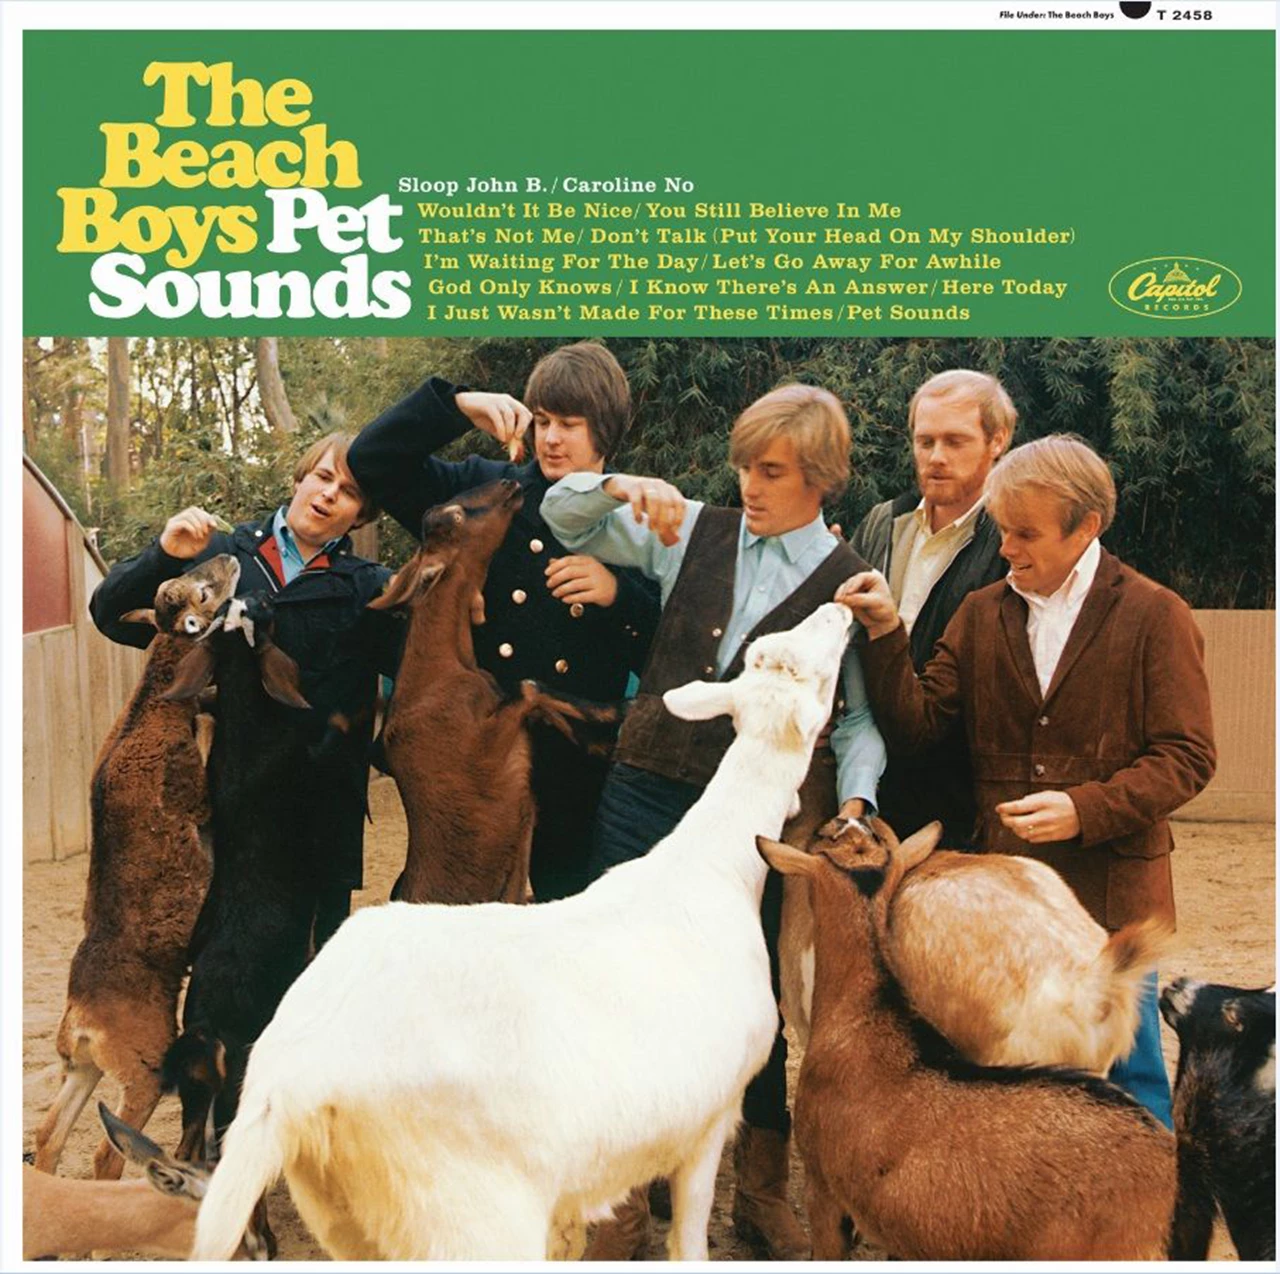 File Under: The Beach Boys T 2458
The
Beach
Boys Pet
Sounds
Sloop John B./Caroline No
Wouldn't It Be Nice/You Still Believe In Me
That's Not Me/Don't Talk (Put Your Head On My Shoulder)
I'm Waiting For The Day/Let's Go Away For Awhile
God Only Knows/I Know There's An Answer/Here Today
I Just Wasn't Made For These Times/Pet Sounds
Capitol
RECORDS